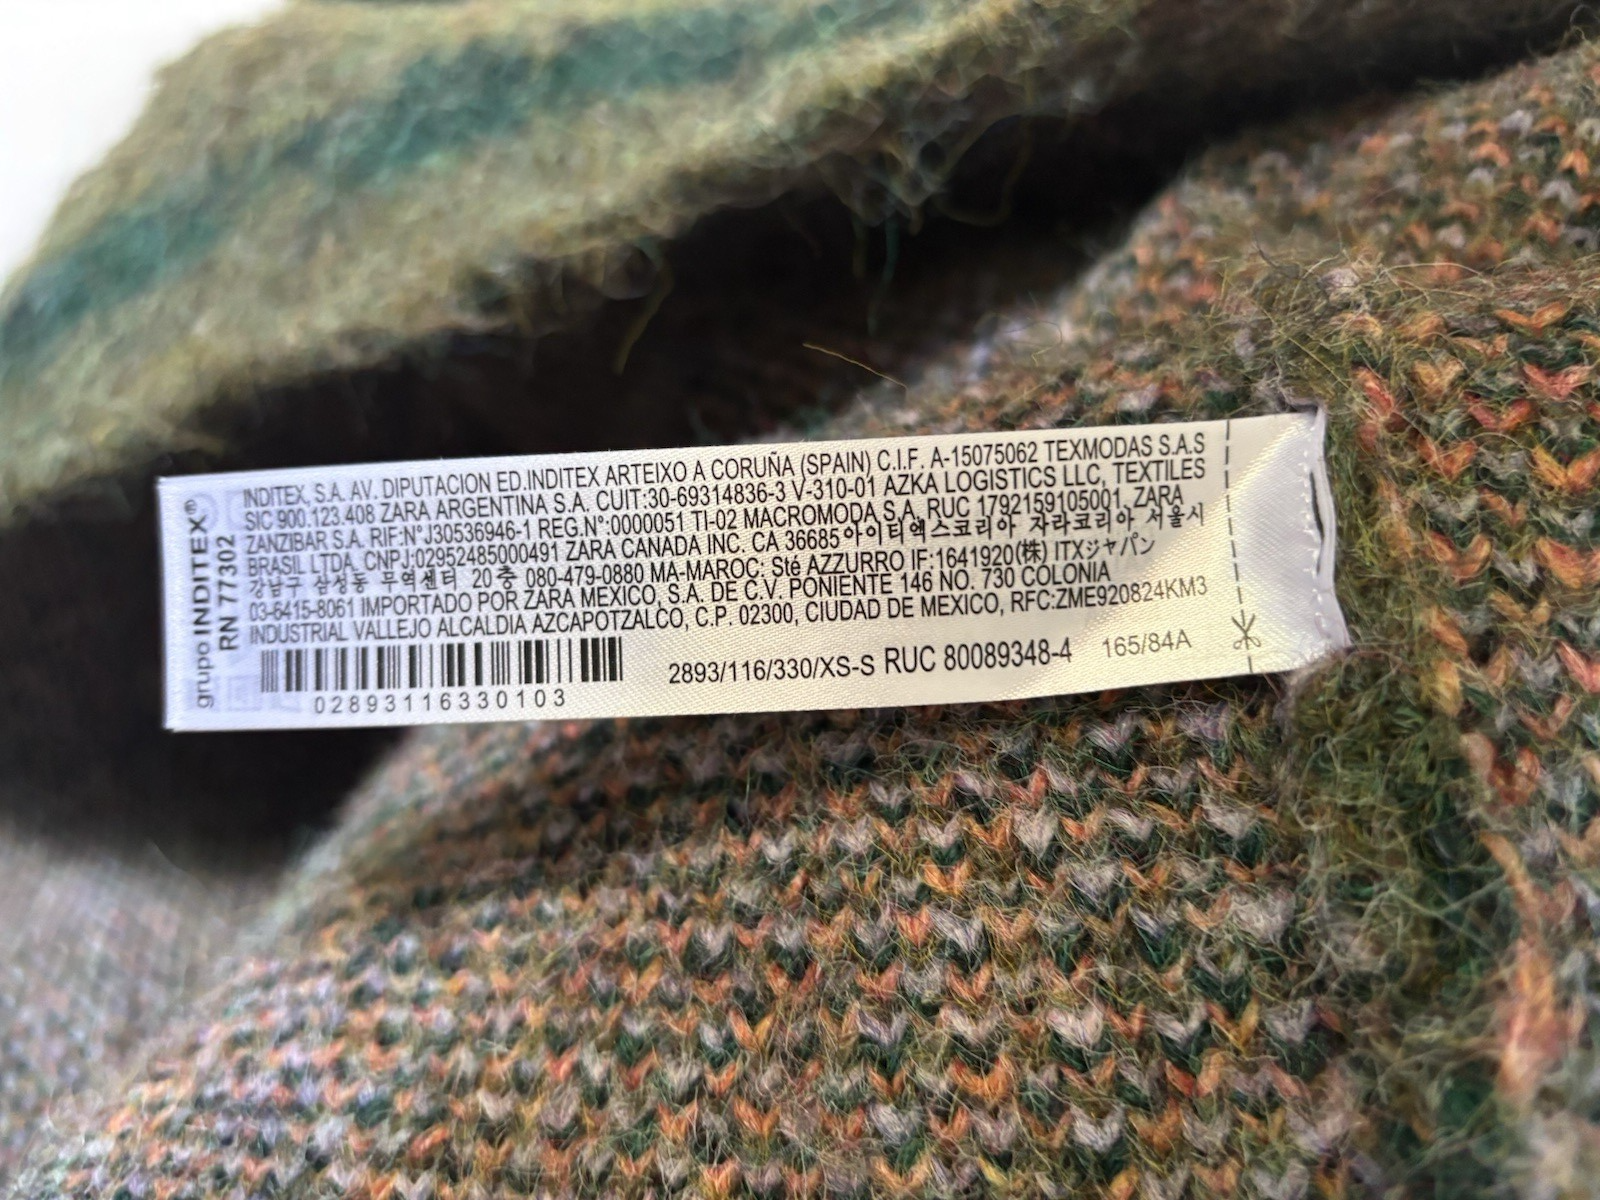 grupo INDITEX®
RN 77302
INDITEX, S.A. AV. DIPUTACION ED.INDITEX ARTEIXO A CORUÑA (SPAIN) C.I.F. A-15075062 TEXMODAS S.A.S
SIC 900.123.408 ZARA ARGENTINA S.A. CUIT:30-69314836-3 V-310-01 AZKA LOGISTICS LLC, TEXTILES
ZANZIBAR S.A. RIF:N°J30536946-1 REG.N°:0000051 TI-02 MACROMODA S.A, RUC 1792159105001, ZARA
BRASIL LTDA, CNPJ:02952485000491 ZARA CANADA INC. CA 36685 아이티엑스코리아 자라코리아 서울시
강남구 삼성동 무역센터 20층 080-479-0880 MA-MAROC: Sté AZZURRO IF:1641920(株) ITXジャパン
03-6415-8061 IMPORTADO POR ZARA MEXICO, S.A. DE C.V. PONIENTE 146 NO. 730 COLONIA
INDUSTRIAL VALLEJO ALCALDIA AZCAPOTZALCO, C.P. 02300, CIUDAD DE MEXICO, RFC:ZME920824KM3
2893/116/330/XS-S RUC 80089348-4 165/84A
02893116330103